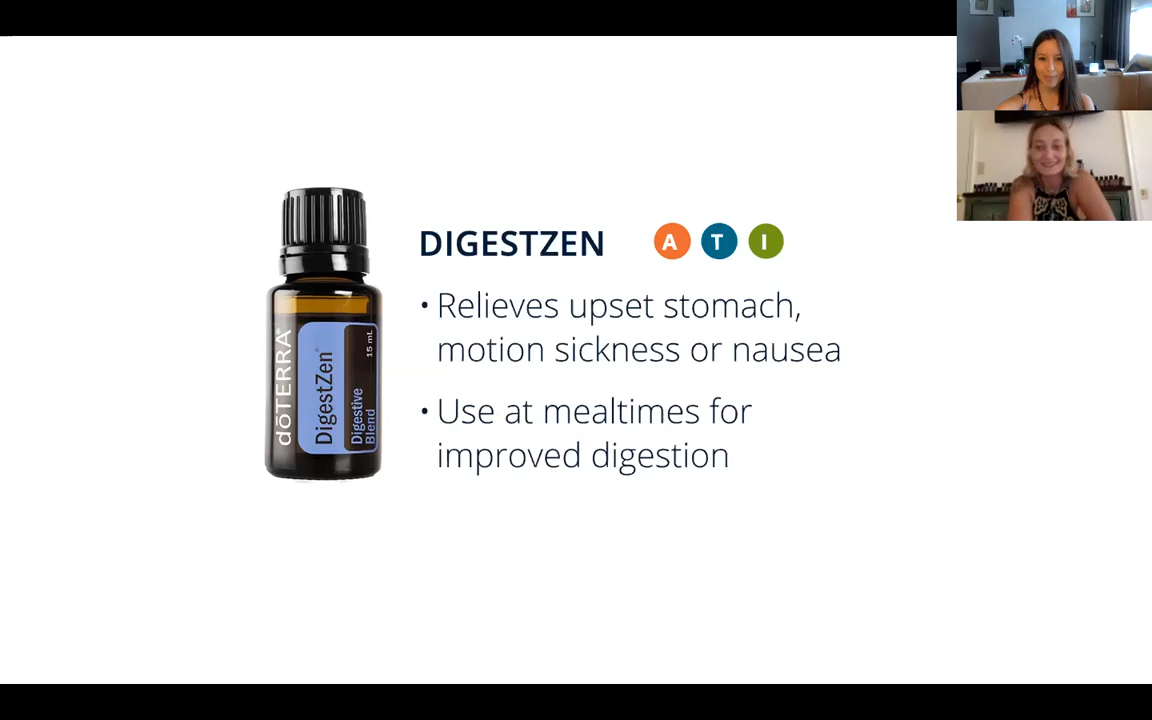 DIGESTZEN A T I
• Relieves upset stomach,
motion sickness or nausea
• Use at mealtimes for
improved digestion
dōTERRA®
DigestZen®
Digestive
Blend
15 mL